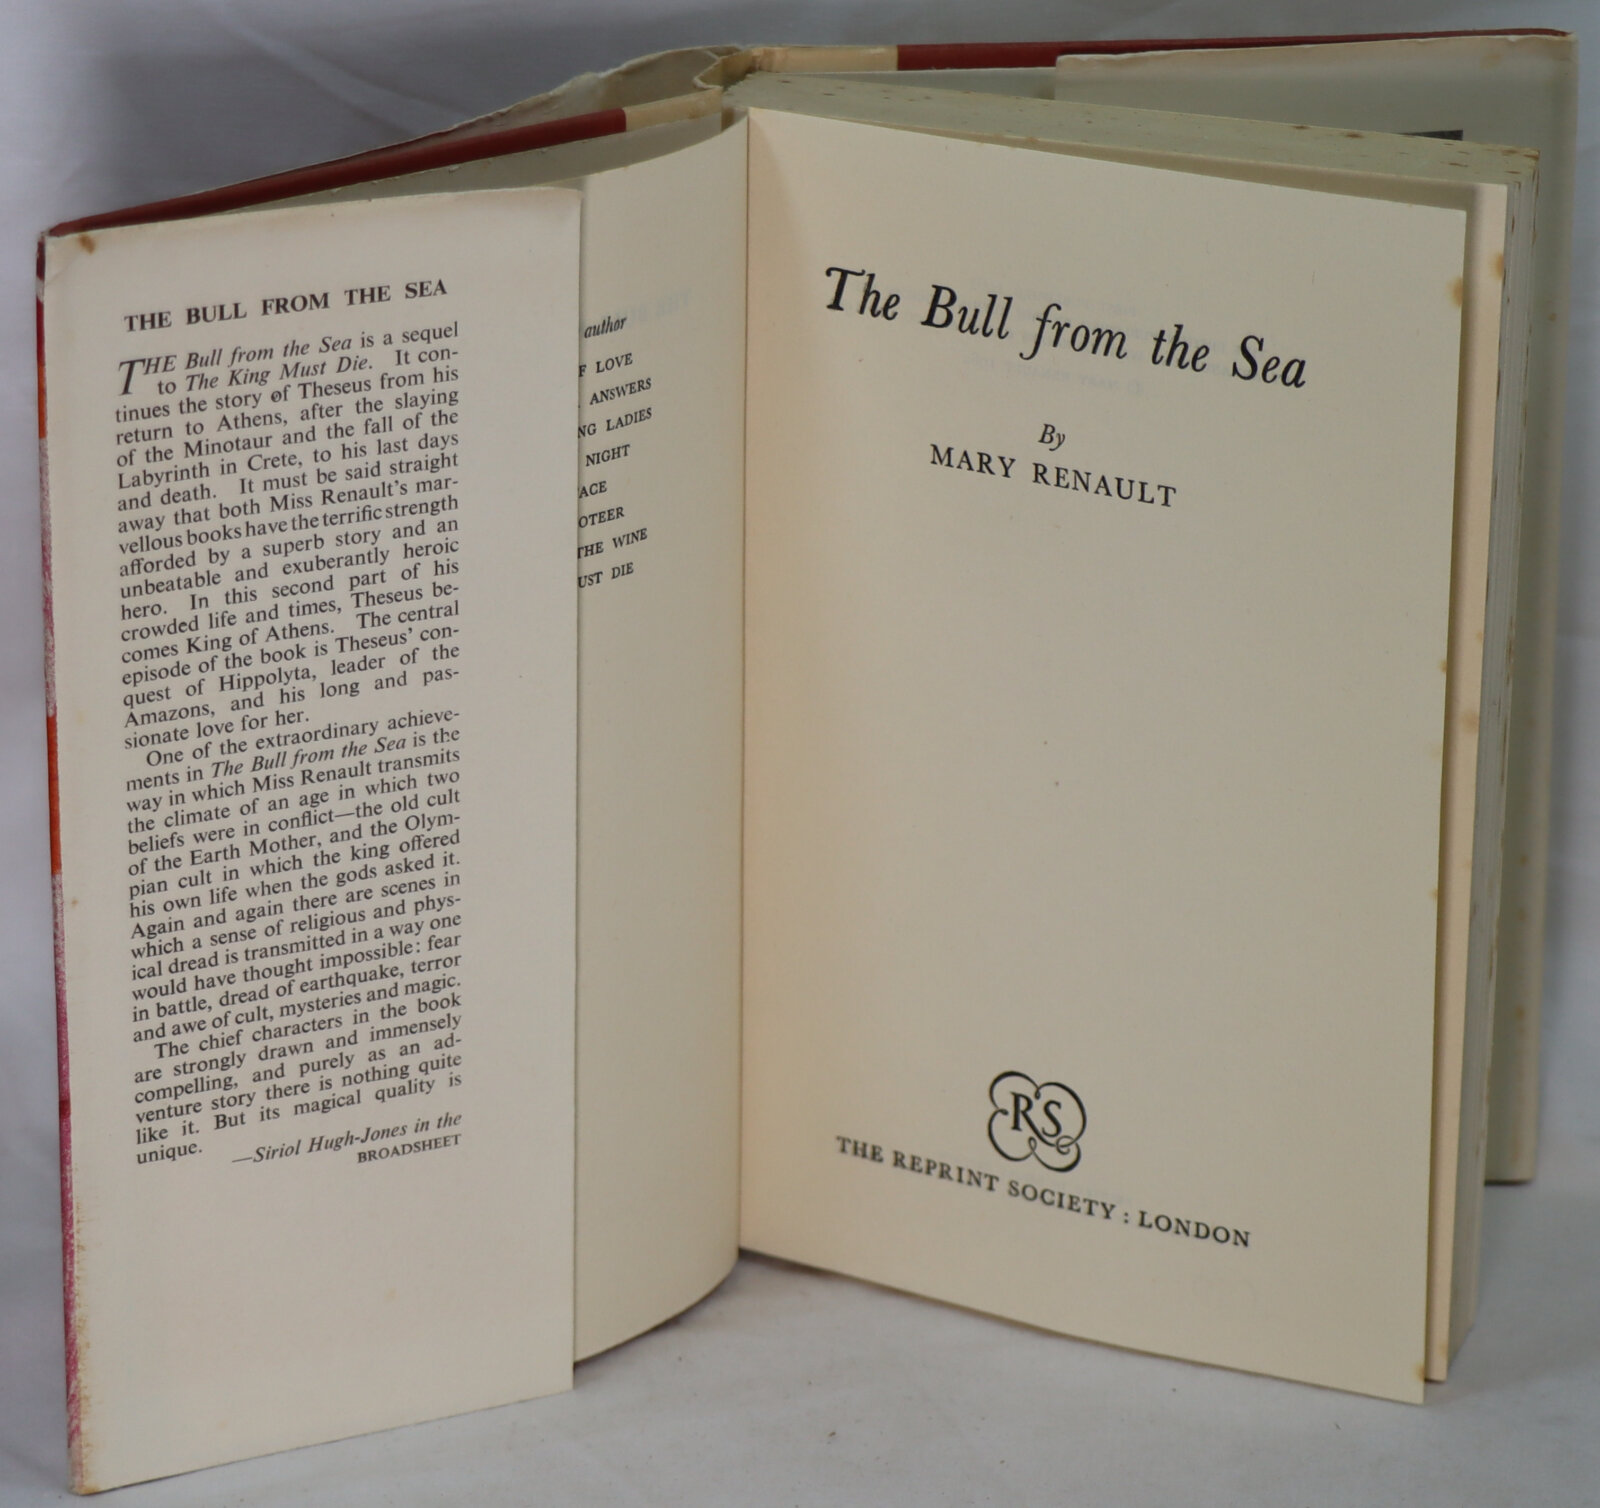 THE BULL FROM THE SEA
THE Bull from the Sea is a sequel
to The King Must Die. It con-
tinues the story of Theseus from his
return to Athens, after the slaying
of the Minotaur and the fall of the
Labyrinth in Crete, to his last days
and death. It must be said straight
away that both Miss Renault's mar-
vellous books have the terrific strength
afforded by a superb story and an
unbeatable and exuberantly heroic
hero. In this second part of his
crowded life and times, Theseus be-
comes King of Athens. The central
episode of the book is Theseus' con-
quest of Hippolyta, leader of the
Amazons, and his long and pas-
sionate love for her.
One of the extraordinary achieve-
ments in The Bull from the Sea is the
way in which Miss Renault transmits
the climate of an age in which two
beliefs were in conflict—the old cult
of the Earth Mother, and the Olym-
pian cult in which the king offered
his own life when the gods asked it.
Again and again there are scenes in
which a sense of religious and phys-
ical dread is transmitted in a way one
would have thought impossible: fear
in battle, dread of earthquake, terror
and awe of cult, mysteries and magic.
The chief characters in the book
are strongly drawn and immensely
compelling, and purely as an ad-
venture story there is nothing quite
like it. But its magical quality is
unique.
—Siriol Hugh-Jones in the
BROADSHEET
author
F LOVE
ANSWERS
NG LADIES
NIGHT
ACE
OTEER
THE WINE
UST DIE
The Bull from the Sea
By
MARY RENAULT
RS
THE REPRINT SOCIETY : LONDON